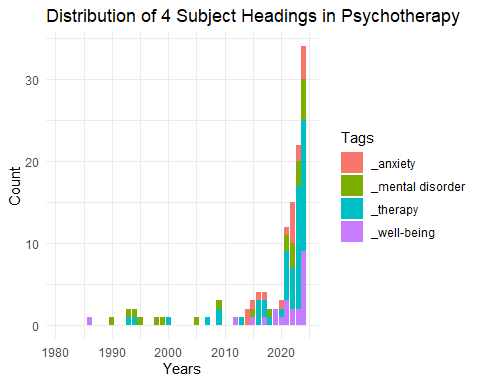 Distribution of 4 Subject Headings in Psychotherapy
Count
30
20
10
0
1980 1990 2000 2010 2020
Years
Tags
_anxiety
_mental disorder
_therapy
_well-being